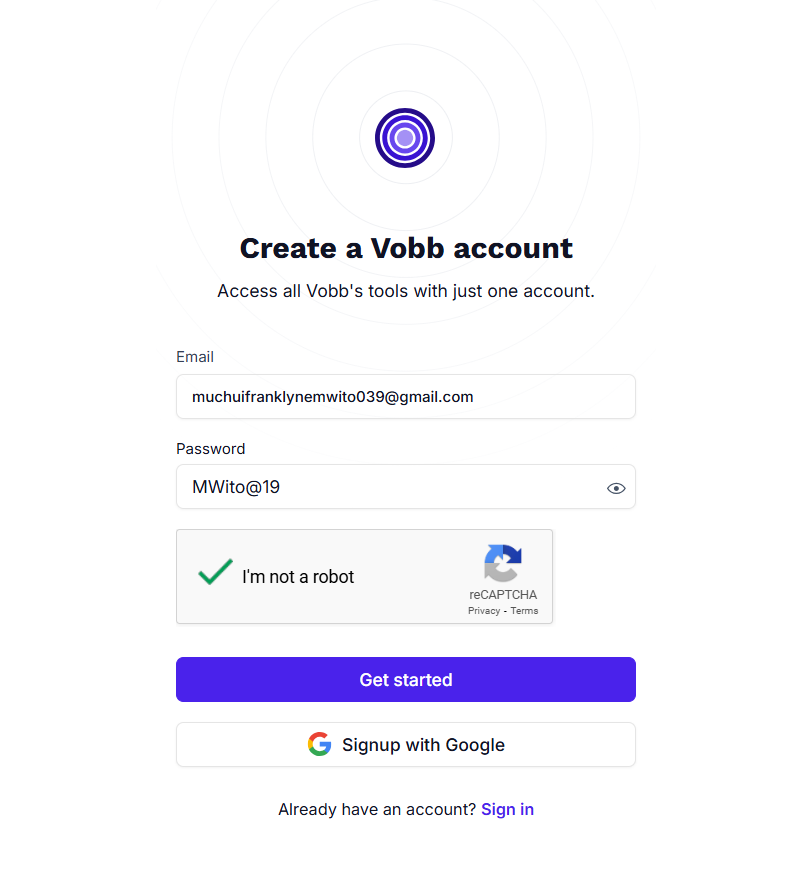 Create a Vobb account
Access all Vobb's tools with just one account.
Email
muchuifranklynemwito039@gmail.com
Password
MWito@19
I'm not a robot
reCAPTCHA
Privacy - Terms
Get started
Signup with Google
Already have an account? Sign in